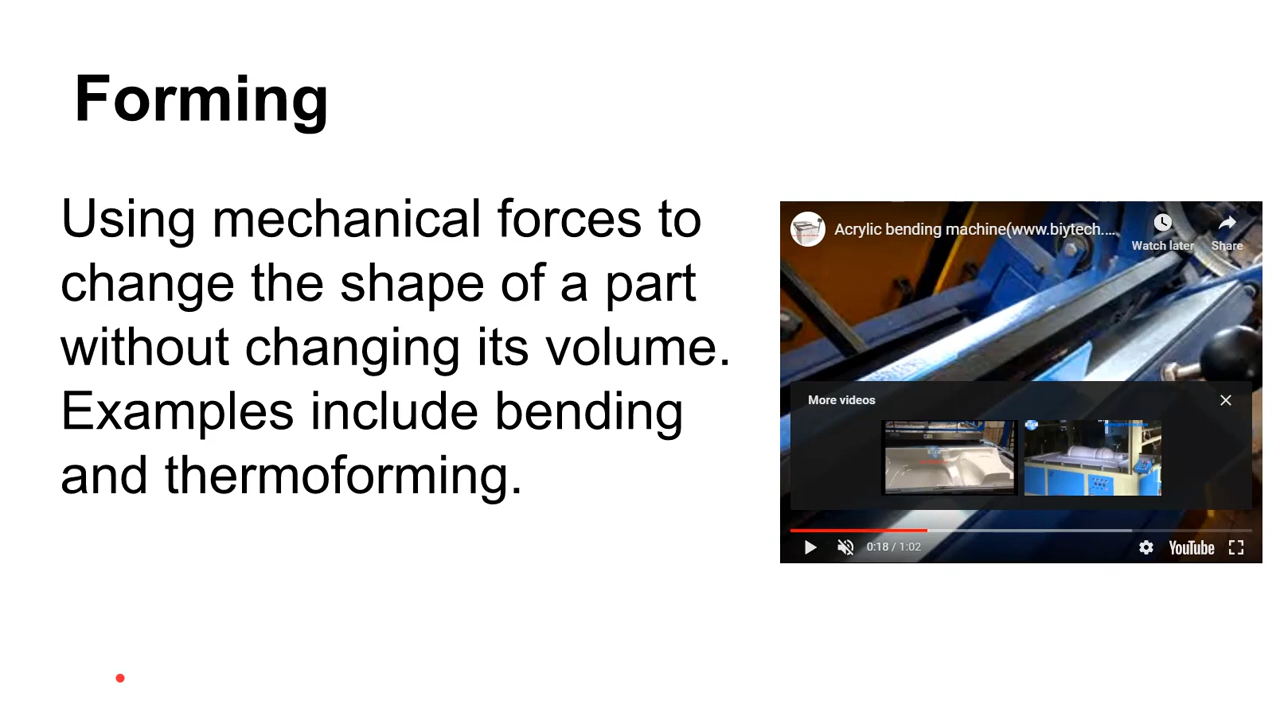 Forming
Using mechanical forces to
change the shape of a part
without changing its volume.
Examples include bending
and thermoforming.
Acrylic bending machine(www.biytech....
Watch later
Share
More videos
0:18 / 1:02
YouTube